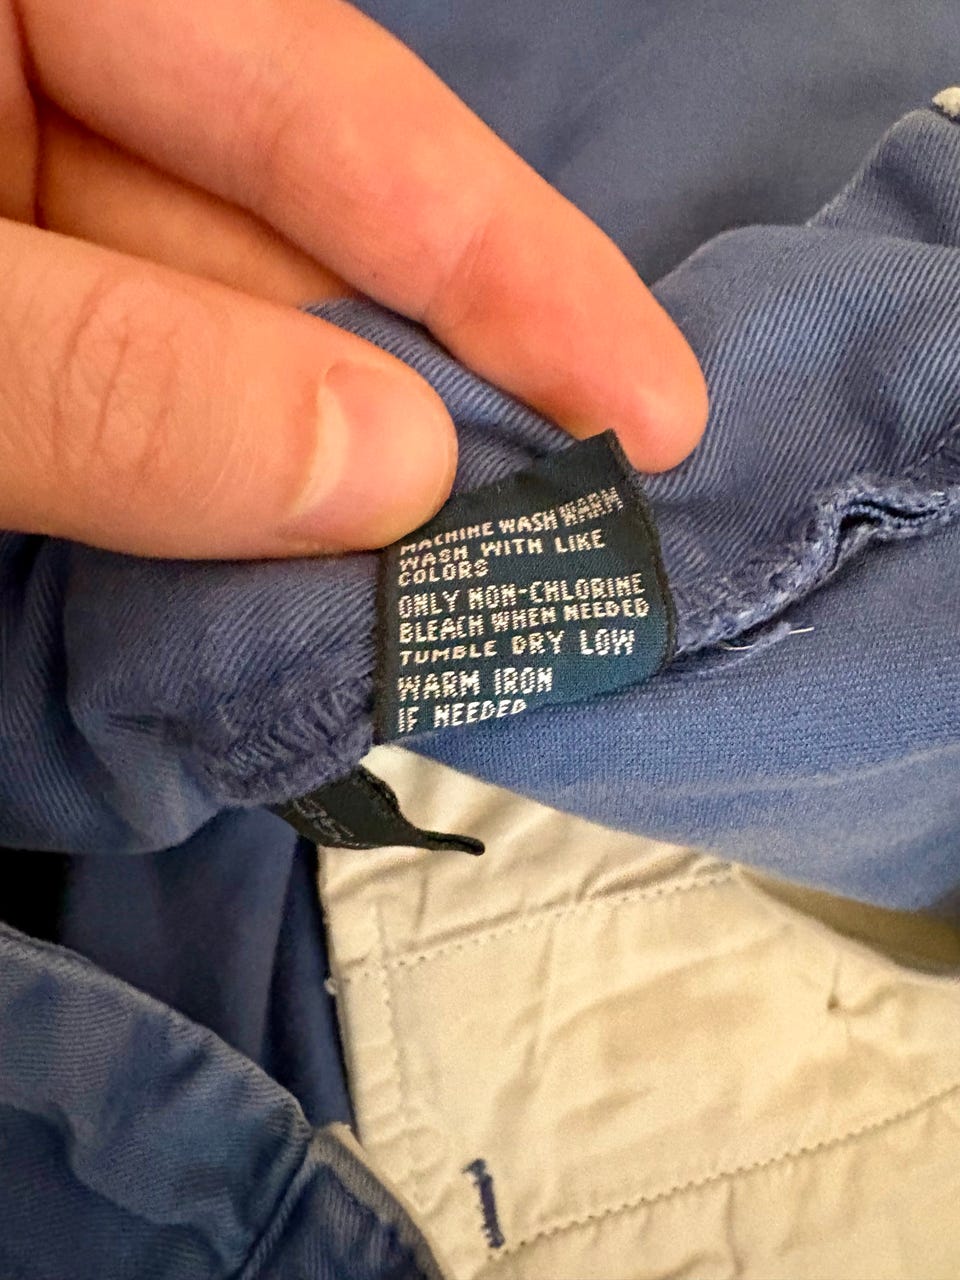 MACHINE WASH WARM
WASH WITH LIKE
COLORS
ONLY NON-CHLORINE
BLEACH WHEN NEEDED
TUMBLE DRY LOW
WARM IRON
IF NEEDED